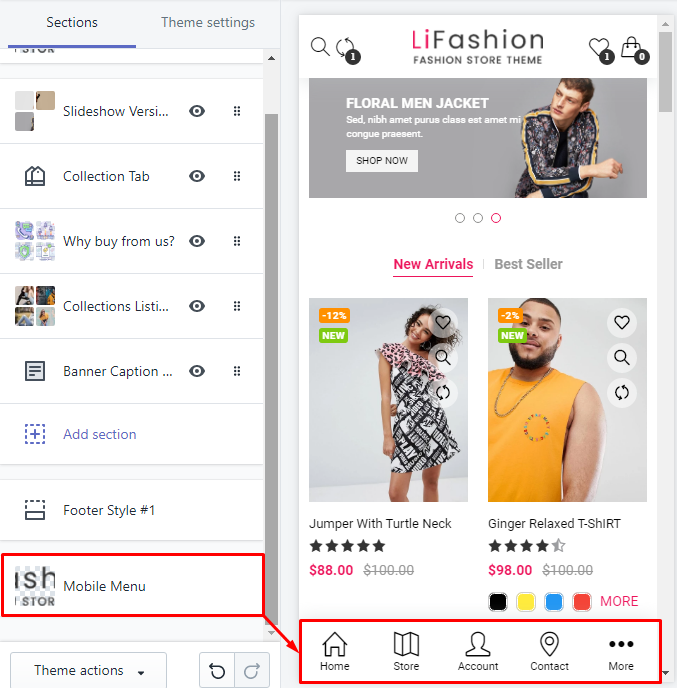 Sections
Theme settings
Slideshow Versi...
Collection Tab
Why buy from us?
Collections Listi...
Banner Caption ...
Add section
Footer Style #1
ish
STOR
Mobile Menu
Theme actions
1
LiFashion
FASHION STORE THEME
1
0
FLORAL MEN JACKET
Sed, nibh amet purus class est amet mi
congue praesent.
SHOP NOW
New Arrivals
Best Seller
-12%
NEW
-2%
NEW
Jumper With Turtle Neck
$88.00 $100.00
Ginger Relaxed T-ShIRT
$98.00 $100.00
MORE
Home
Store
Account
Contact
More